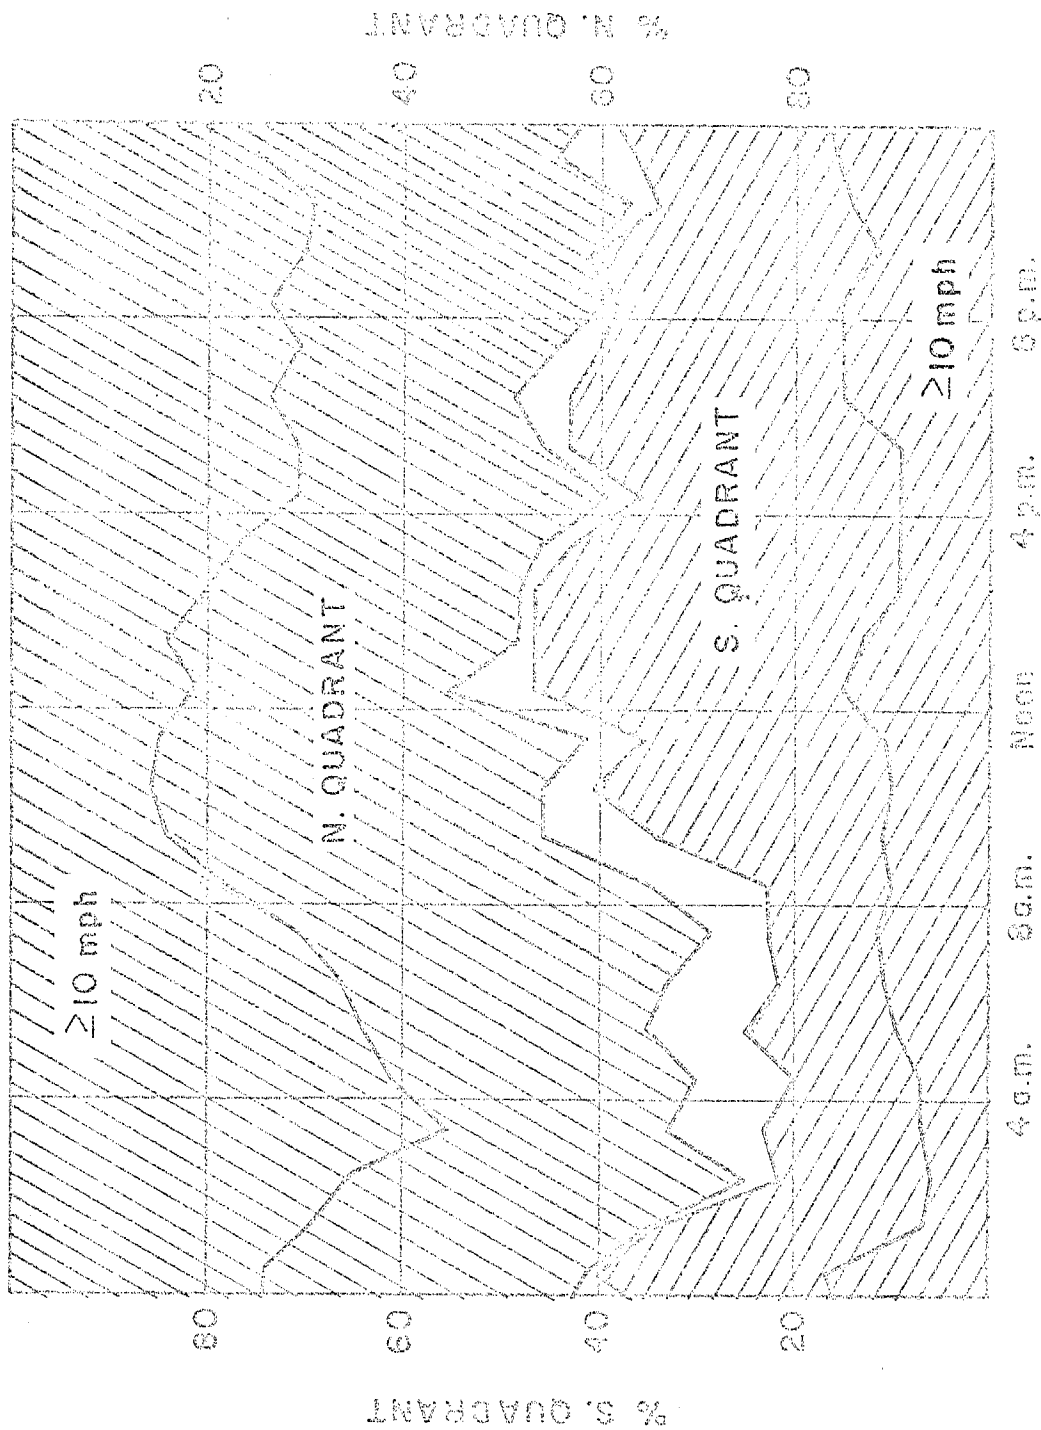 % S. QUADRANT
80
60
40
20
≥10 mph
N. QUADRANT
S. QUADRANT
≥10 mph
4 a.m.
8 a.m.
Noon
4 p.m.
8 p.m.
20
40
60
80
% N. QUADRANT